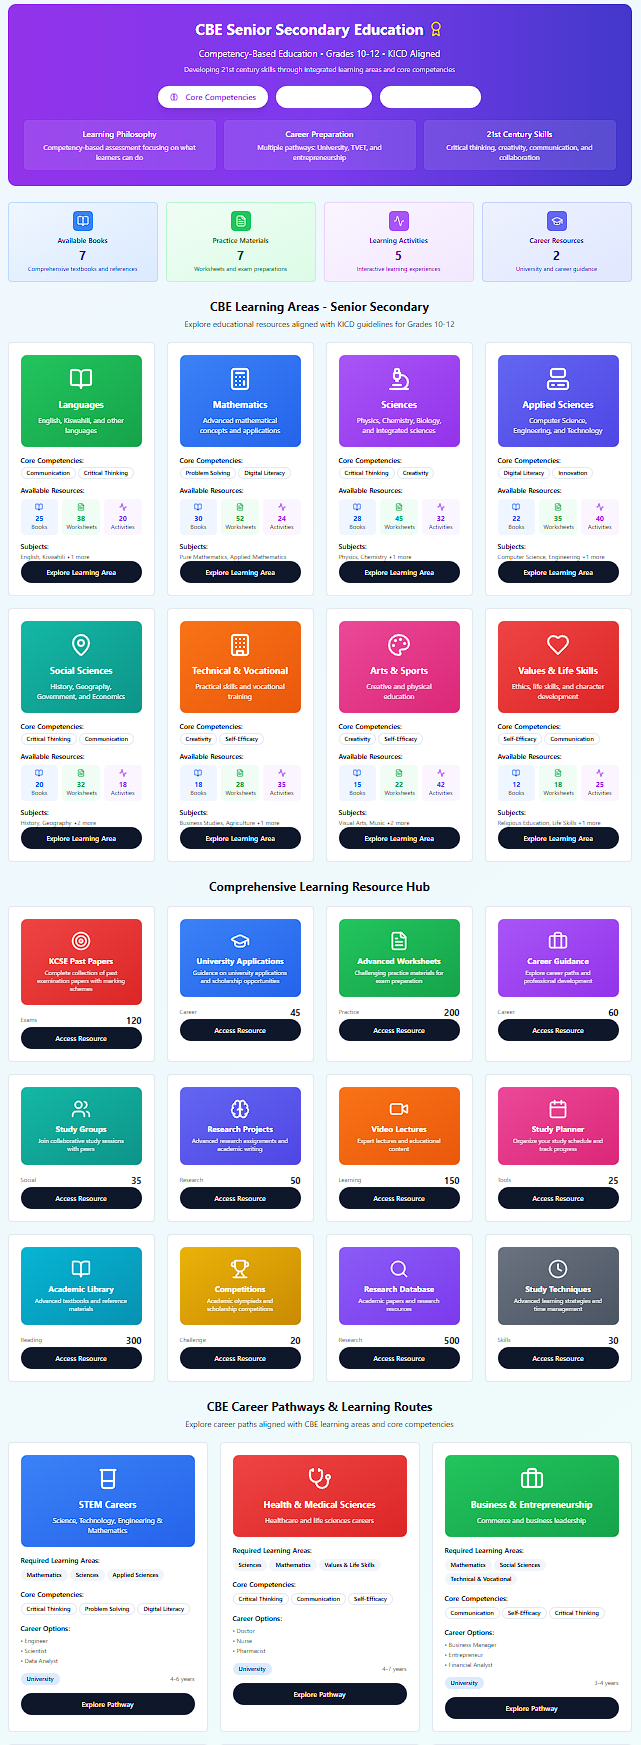 CBE Senior Secondary Education
Competency-Based Education • Grades 10-12 • KICD Aligned
Developing 21st century skills through integrated learning areas and core competencies
Core Competencies
Learning Philosophy
Competency-based assessment focusing on what
learners can do
Career Preparation
Multiple pathways: University, TVET, and
entrepreneurship
21st Century Skills
Critical thinking, creativity, communication, and
collaboration
Available Books
7
Comprehensive textbooks and references
Practice Materials
7
Worksheets and exam preparations
Learning Activities
5
Interactive learning experiences
Career Resources
2
University and career guidance
CBE Learning Areas - Senior Secondary
Explore educational resources aligned with KICD guidelines for Grades 10-12
Languages
English, Kiswahili, and other
languages
Core Competencies:
Communication Critical Thinking
Available Resources:
25 38 20
Books Worksheets Activities
Subjects:
English, Kiswahili +1 more
Explore Learning Area
Mathematics
Advanced mathematical
concepts and applications
Core Competencies:
Problem Solving Digital Literacy
Available Resources:
30 52 24
Books Worksheets Activities
Subjects:
Pure Mathematics, Applied Mathematics
Explore Learning Area
Sciences
Physics, Chemistry, Biology,
and integrated sciences
Core Competencies:
Critical Thinking Creativity
Available Resources:
28 45 32
Books Worksheets Activities
Subjects:
Physics, Chemistry +1 more
Explore Learning Area
Applied Sciences
Computer Science,
Engineering, and Technology
Core Competencies:
Digital Literacy Innovation
Available Resources:
22 35 40
Books Worksheets Activities
Subjects:
Computer Science, Engineering +1 more
Explore Learning Area
Social Sciences
History, Geography,
Government, and Economics
Core Competencies:
Critical Thinking Communication
Available Resources:
20 32 18
Books Worksheets Activities
Subjects:
History, Geography +2 more
Explore Learning Area
Technical & Vocational
Practical skills and vocational
training
Core Competencies:
Creativity Self-Efficacy
Available Resources:
18 28 35
Books Worksheets Activities
Subjects:
Business Studies, Agriculture +1 more
Explore Learning Area
Arts & Sports
Creative and physical
education
Core Competencies:
Creativity Self-Efficacy
Available Resources:
15 22 42
Books Worksheets Activities
Subjects:
Visual Arts, Music +2 more
Explore Learning Area
Values & Life Skills
Ethics, life skills, and character
development
Core Competencies:
Self-Efficacy Communication
Available Resources:
12 18 25
Books Worksheets Activities
Subjects:
Religious Education, Life Skills +1 more
Explore Learning Area
Comprehensive Learning Resource Hub
KCSE Past Papers
Complete collection of past
examination papers with marking
schemes
Exams 120
Access Resource
University Applications
Guidance on university applications
and scholarship opportunities
Career 45
Access Resource
Advanced Worksheets
Challenging practice materials for
exam preparation
Practice 200
Access Resource
Career Guidance
Explore career paths and
professional development
Career 60
Access Resource
Study Groups
Join collaborative study sessions
with peers
Social 35
Access Resource
Research Projects
Advanced research assignments and
academic writing
Research 50
Access Resource
Video Lectures
Expert lectures and educational
content
Learning 150
Access Resource
Study Planner
Organize your study schedule and
track progress
Tools 25
Access Resource
Academic Library
Advanced textbooks and reference
materials
Reading 300
Access Resource
Competitions
Academic olympiads and
scholarship competitions
Challenge 20
Access Resource
Research Database
Academic papers and research
resources
Research 500
Access Resource
Study Techniques
Advanced learning strategies and
time management
Skills 30
Access Resource
CBE Career Pathways & Learning Routes
Explore career paths aligned with CBE learning areas and core competencies
STEM Careers
Science, Technology, Engineering &
Mathematics
Required Learning Areas:
Mathematics Sciences Applied Sciences
Core Competencies:
Critical Thinking Problem Solving Digital Literacy
Career Options:
• Engineer
• Scientist
• Data Analyst
University 4-6 years
Explore Pathway
Health & Medical Sciences
Healthcare and life sciences careers
Required Learning Areas:
Sciences Mathematics Values & Life Skills
Core Competencies:
Critical Thinking Communication Self-Efficacy
Career Options:
• Doctor
• Nurse
• Pharmacist
University 4-7 years
Explore Pathway
Business & Entrepreneurship
Commerce and business leadership
Required Learning Areas:
Mathematics Social Sciences
Technical & Vocational
Core Competencies:
Communication Self-Efficacy Critical Thinking
Career Options:
• Business Manager
• Entrepreneur
• Financial Analyst
University 3-4 years
Explore Pathway